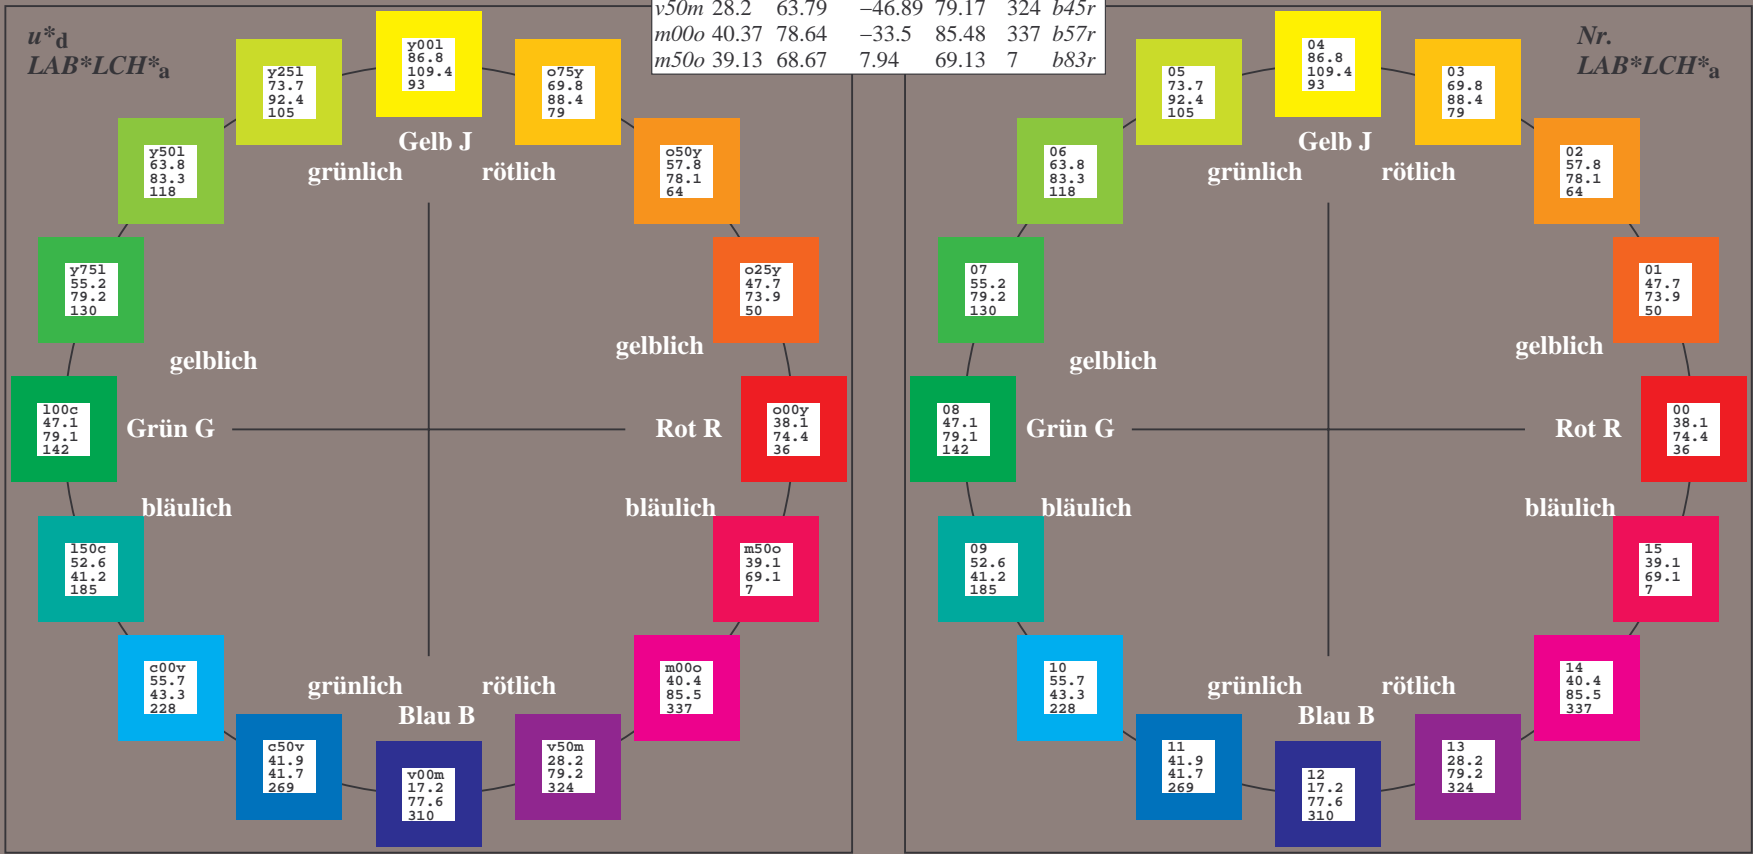 v50m 28.2 63.79 −46.89 79.17 324 b45r
m00o 40.37 78.64 −33.5 85.48 337 b57r
m50o 39.13 68.67 7.94 69.13 7 b83r
u*d
LAB*LCH*a
y00l
86.8
109.4
93
y25l
73.7
92.4
105
o75y
69.8
88.4
79
Gelb J
grünlich rötlich
y50l
63.8
83.3
118
o50y
57.8
78.1
64
y75l
55.2
79.2
130
o25y
47.7
73.9
50
gelblich
gelblich
l00c
47.1
79.1
142
Grün G
Rot R
o00y
38.1
74.4
36
bläulich
bläulich
l50c
52.6
41.2
185
m50o
39.1
69.1
7
c00v
55.7
43.3
228
m00o
40.4
85.5
337
grünlich rötlich
Blau B
c50v
41.9
41.7
269
v00m
17.2
77.6
310
v50m
28.2
79.2
324
Nr.
LAB*LCH*a
04
86.8
109.4
93
05
73.7
92.4
105
03
69.8
88.4
79
Gelb J
grünlich rötlich
06
63.8
83.3
118
02
57.8
78.1
64
07
55.2
79.2
130
01
47.7
73.9
50
gelblich
gelblich
08
47.1
79.1
142
Grün G
Rot R
00
38.1
74.4
36
bläulich
bläulich
09
52.6
41.2
185
15
39.1
69.1
7
10
55.7
43.3
228
14
40.4
85.5
337
grünlich rötlich
Blau B
11
41.9
41.7
269
12
17.2
77.6
310
13
28.2
79.2
324